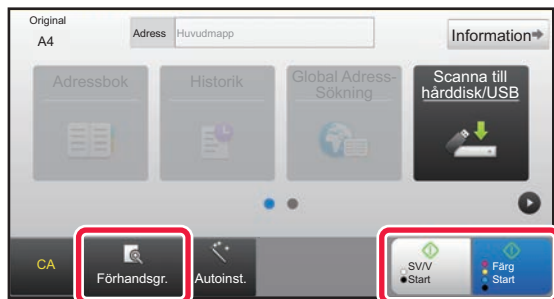 Original
A4
Adress Huvudmapp
Information
Adressbok
Historik
Global Adress-
Sökning
Scanna till
hårddisk/USB
CA
Förhandsgr.
Autoinst.
SV/V
Start
Färg
Start